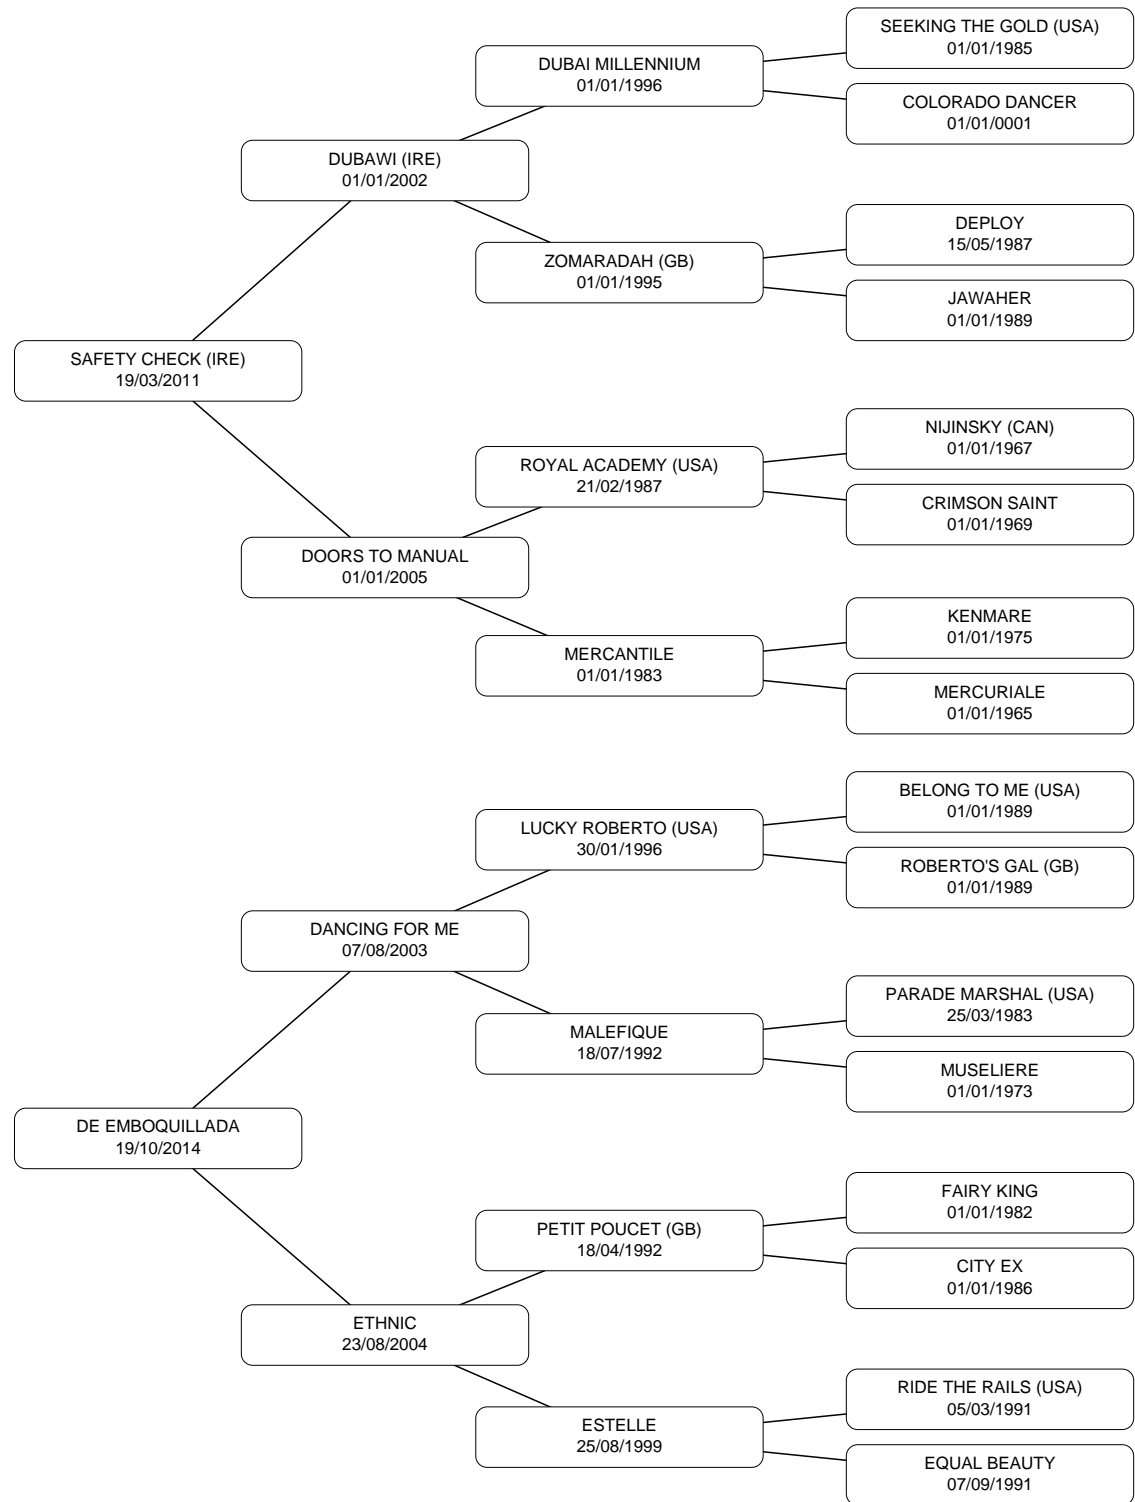 SEEKING THE GOLD (USA)
01/01/1985
DUBAI MILLENNIUM
01/01/1996
COLORADO DANCER
01/01/0001
DUBAWI (IRE)
01/01/2002
DEPLOY
15/05/1987
ZOMARADAH (GB)
01/01/1995
JAWAHER
01/01/1989
SAFETY CHECK (IRE)
19/03/2011
NIJINSKY (CAN)
01/01/1967
ROYAL ACADEMY (USA)
21/02/1987
CRIMSON SAINT
01/01/1969
DOORS TO MANUAL
01/01/2005
KENMARE
01/01/1975
MERCANTILE
01/01/1983
MERCURIALE
01/01/1965
BELONG TO ME (USA)
01/01/1989
LUCKY ROBERTO (USA)
30/01/1996
ROBERTO'S GAL (GB)
01/01/1989
DANCING FOR ME
07/08/2003
PARADE MARSHAL (USA)
25/03/1983
MALEFIQUE
18/07/1992
MUSELIERE
01/01/1973
DE EMBOQUILLADA
19/10/2014
FAIRY KING
01/01/1982
PETIT POUCET (GB)
18/04/1992
CITY EX
01/01/1986
ETHNIC
23/08/2004
RIDE THE RAILS (USA)
05/03/1991
ESTELLE
25/08/1999
EQUAL BEAUTY
07/09/1991